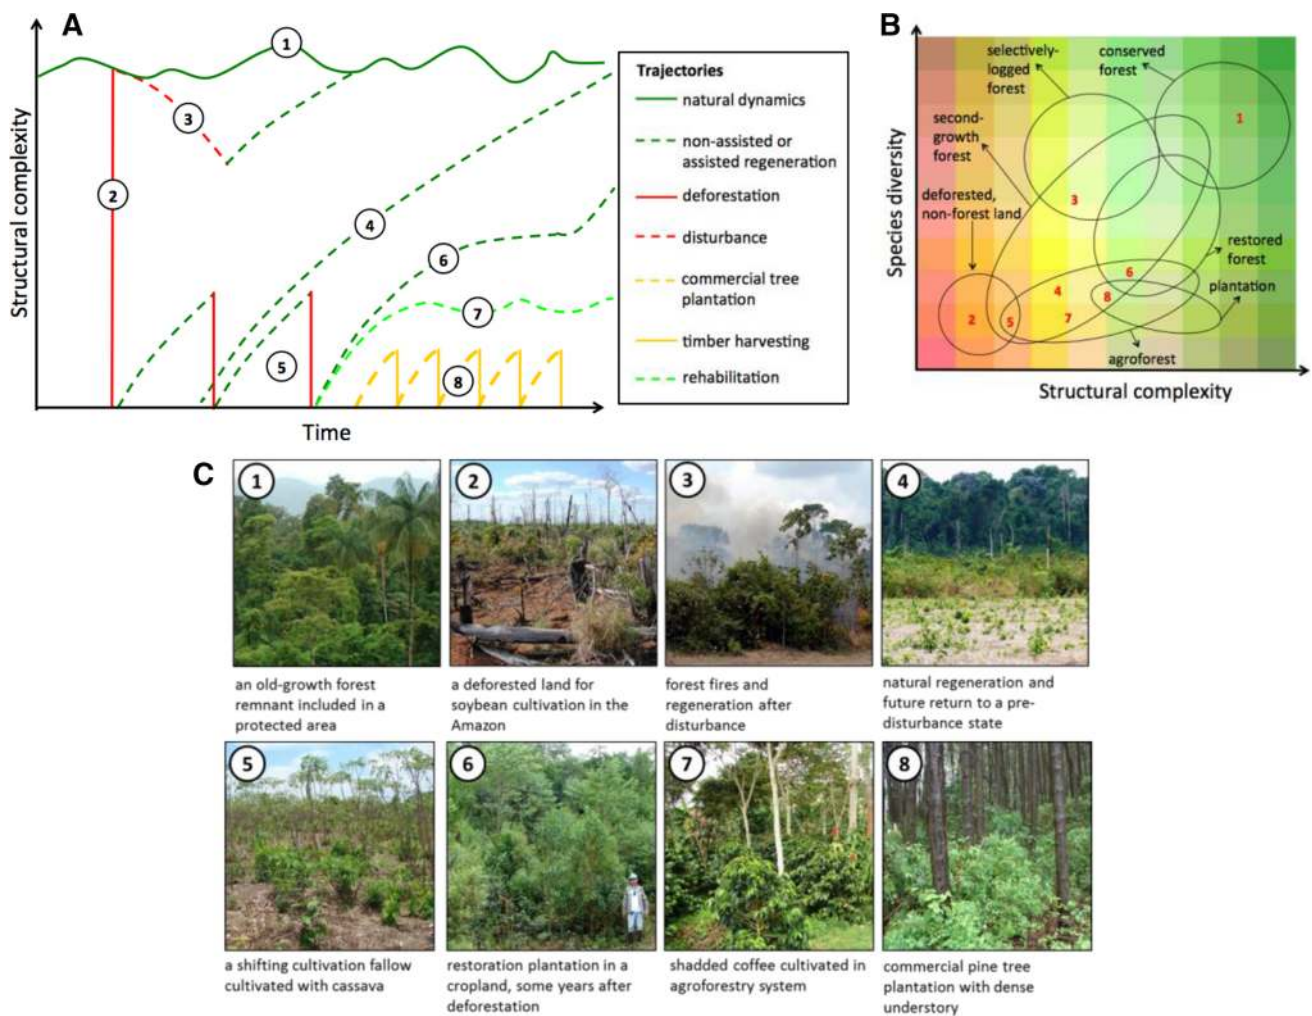 A
Structural complexity
Time
1
2
3
4
5
6
7
8
Trajectories
natural dynamics
non-assisted or
assisted regeneration
deforestation
disturbance
commercial tree
plantation
timber harvesting
rehabilitation
B
Species diversity
Structural complexity
selectively-
logged
forest
conserved
forest
second-
growth
forest
deforested,
non-forest land
restored
forest
plantation
agroforest
1
3
6
4
8
2
5
7
C
1
2
3
4
an old-growth forest
remnant included in a
protected area
a deforested land for
soybean cultivation in the
Amazon
forest fires and
regeneration after
disturbance
natural regeneration and
future return to a pre-
disturbance state
5
6
7
8
a shifting cultivation fallow
cultivated with cassava
restoration plantation in a
cropland, some years after
deforestation
shadded coffee cultivated in
agroforestry system
commercial pine tree
plantation with dense
understory